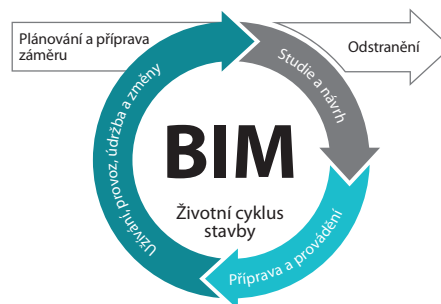 Plánování a příprava
záměru
Odstranění
Studie a návrh
BIM
Životní cyklus
stavby
Příprava a provádění
Užívání, provoz, údržba a změny